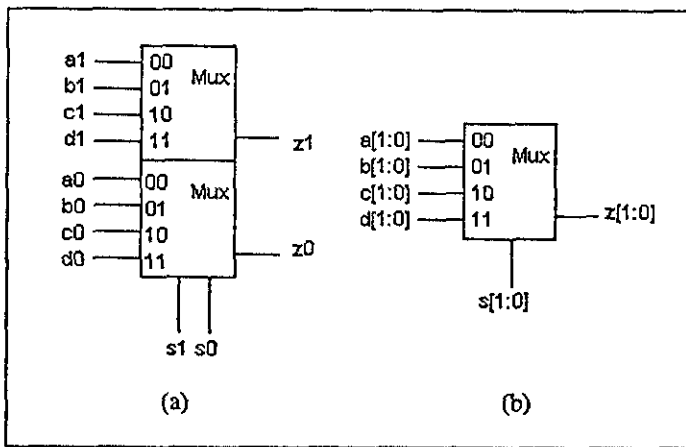 a1 00
b1 01 Mux
c1 10
d1 11 z1
a0 00
b0 01 Mux
c0 10
d0 11 z0
s1 s0
(a)
a[1:0] 00
b[1:0] 01 Mux
c[1:0] 10
d[1:0] 11 z[1:0]
s[1:0]
(b)